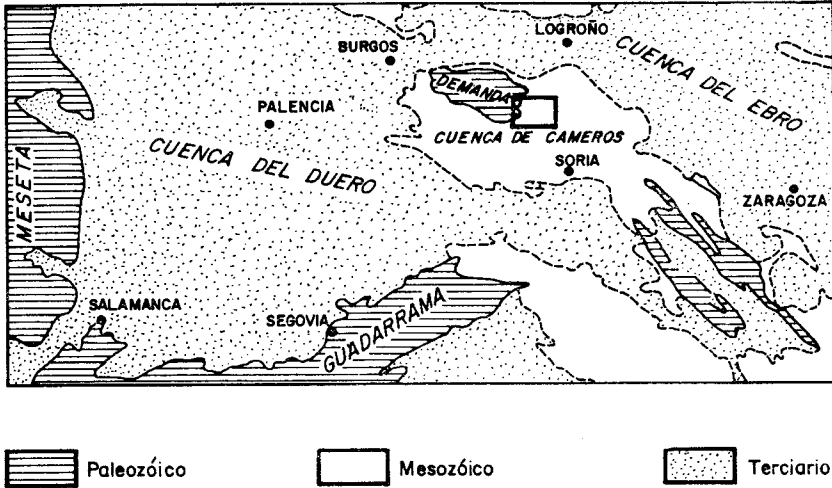 LOGROÑO
BURGOS
CUENCA DEL EBRO
DEMANDA
PALENCIA
CUENCA DE CAMEROS
CUENCA DEL DUERO
SORIA
MESETA
ZARAGOZA
SALAMANCA
SEGOVIA
GUADARRAMA
Paleozóico
Mesozóico
Terciario